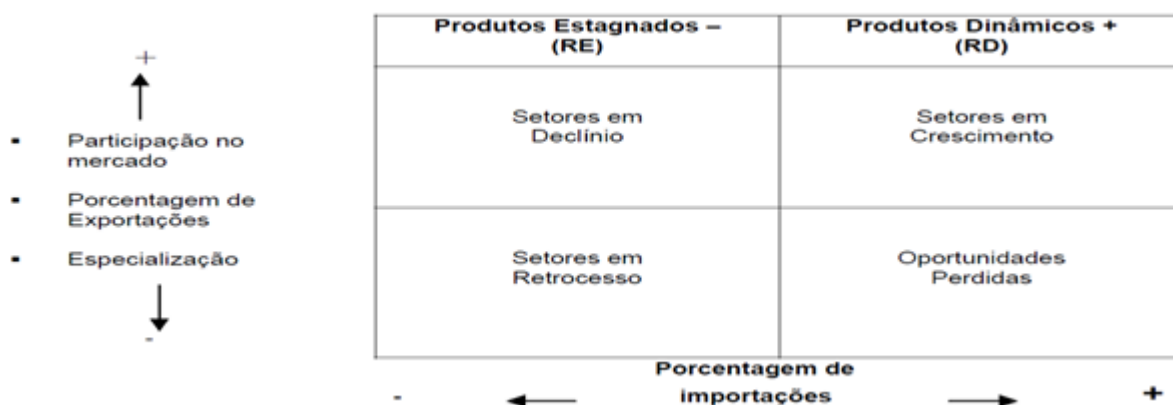 Produtos Estagnados –
(RE)
Produtos Dinâmicos +
(RD)
+
▪ Participação no
mercado
▪ Porcentagem de
Exportações
▪ Especialização
-
Setores em
Declínio
Setores em
Crescimento
Setores em
Retrocesso
Oportunidades
Perdidas
Porcentagem de
- importações +